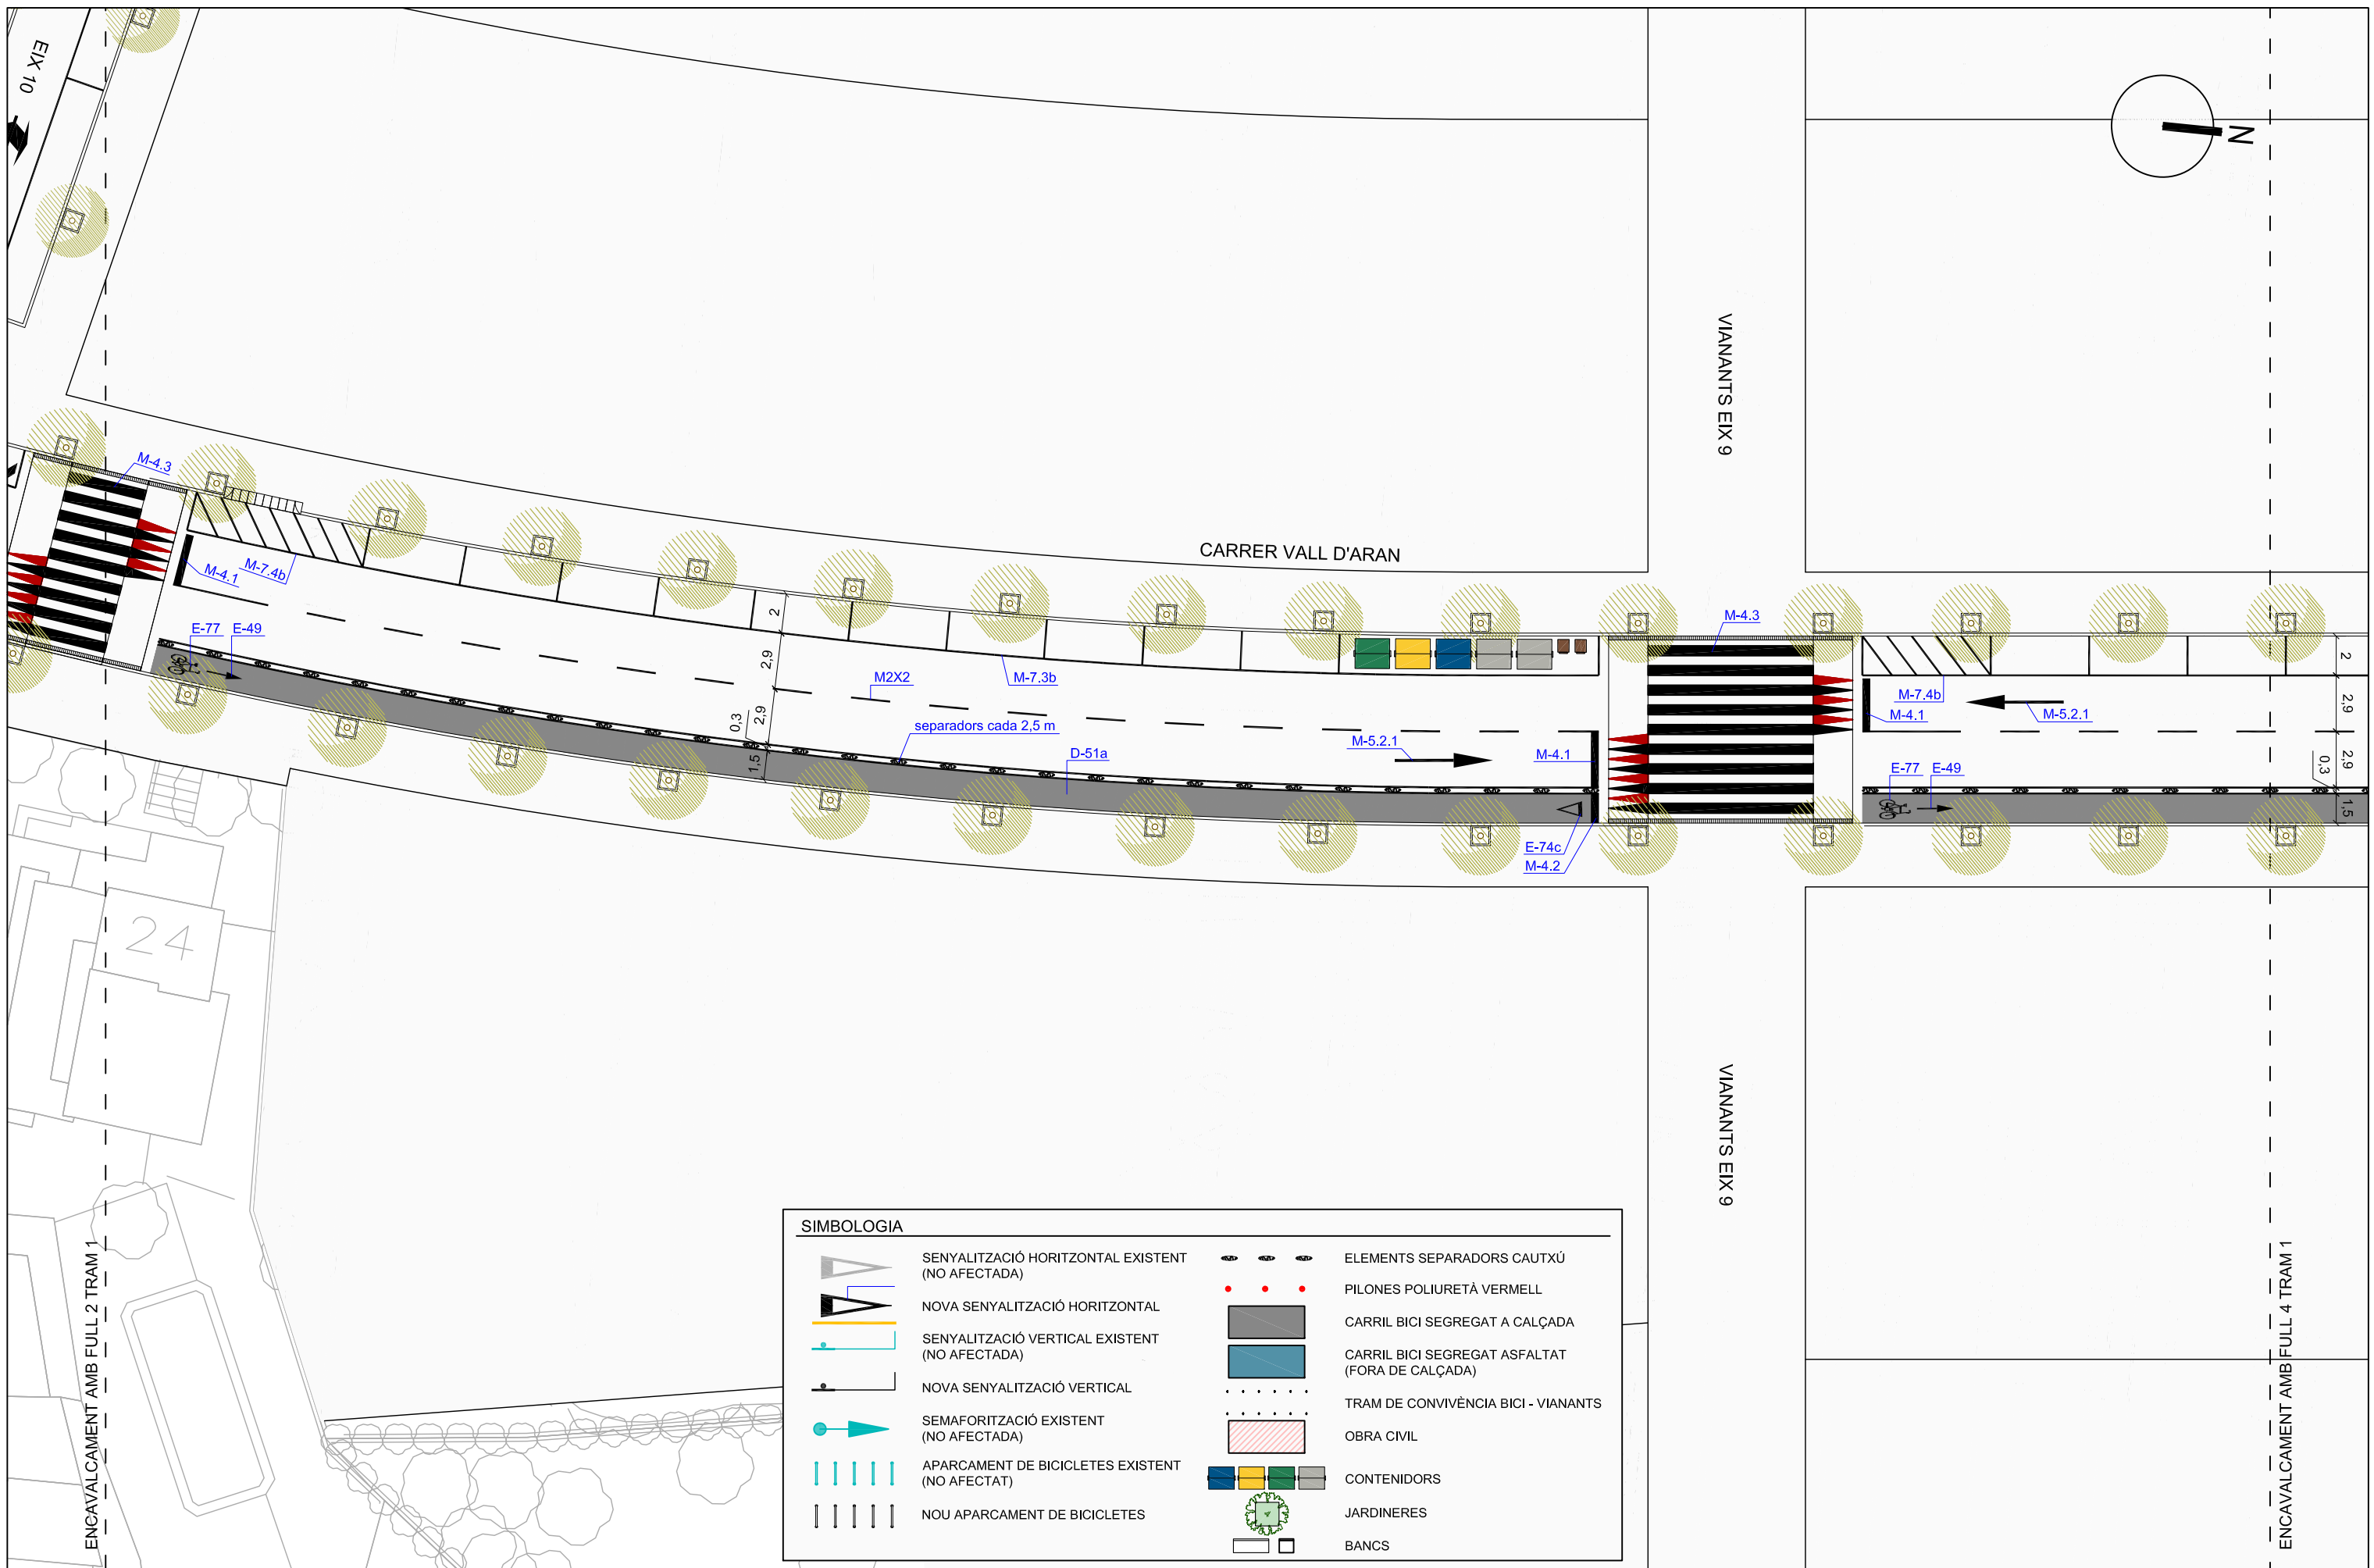 EIX 10
N
VIANANTS EIX 9
CARRER VALL D'ARAN
M-4.3
M-4.1
M-7.4b
E-77
E-49
2
2,9
2,9
0,3
1,5
M2X2
M-7.3b
separadors cada 2,5 m
D-51a
M-5.2.1
M-4.1
E-74c
M-4.2
M-4.3
M-7.4b
M-4.1
M-5.2.1
E-77
E-49
2
2,9
2,9
0,3
1,5
24
VIANANTS EIX 9
ENCAVALCAMENT AMB FULL 2 TRAM 1
ENCAVALCAMENT AMB FULL 4 TRAM 1
SIMBOLOGIA
SENYALITZACIÓ HORITZONTAL EXISTENT
(NO AFECTADA)
NOVA SENYALITZACIÓ HORITZONTAL
SENYALITZACIÓ VERTICAL EXISTENT
(NO AFECTADA)
NOVA SENYALITZACIÓ VERTICAL
SEMAFORITZACIÓ EXISTENT
(NO AFECTADA)
APARCAMENT DE BICICLETES EXISTENT
(NO AFECTAT)
NOU APARCAMENT DE BICICLETES
ELEMENTS SEPARADORS CAUTXÚ
PILONES POLIURETÀ VERMELL
CARRIL BICI SEGREGAT A CALÇADA
CARRIL BICI SEGREGAT ASFALTAT
(FORA DE CALÇADA)
TRAM DE CONVIVÈNCIA BICI - VIANANTS
OBRA CIVIL
CONTENIDORS
JARDINERES
BANCS